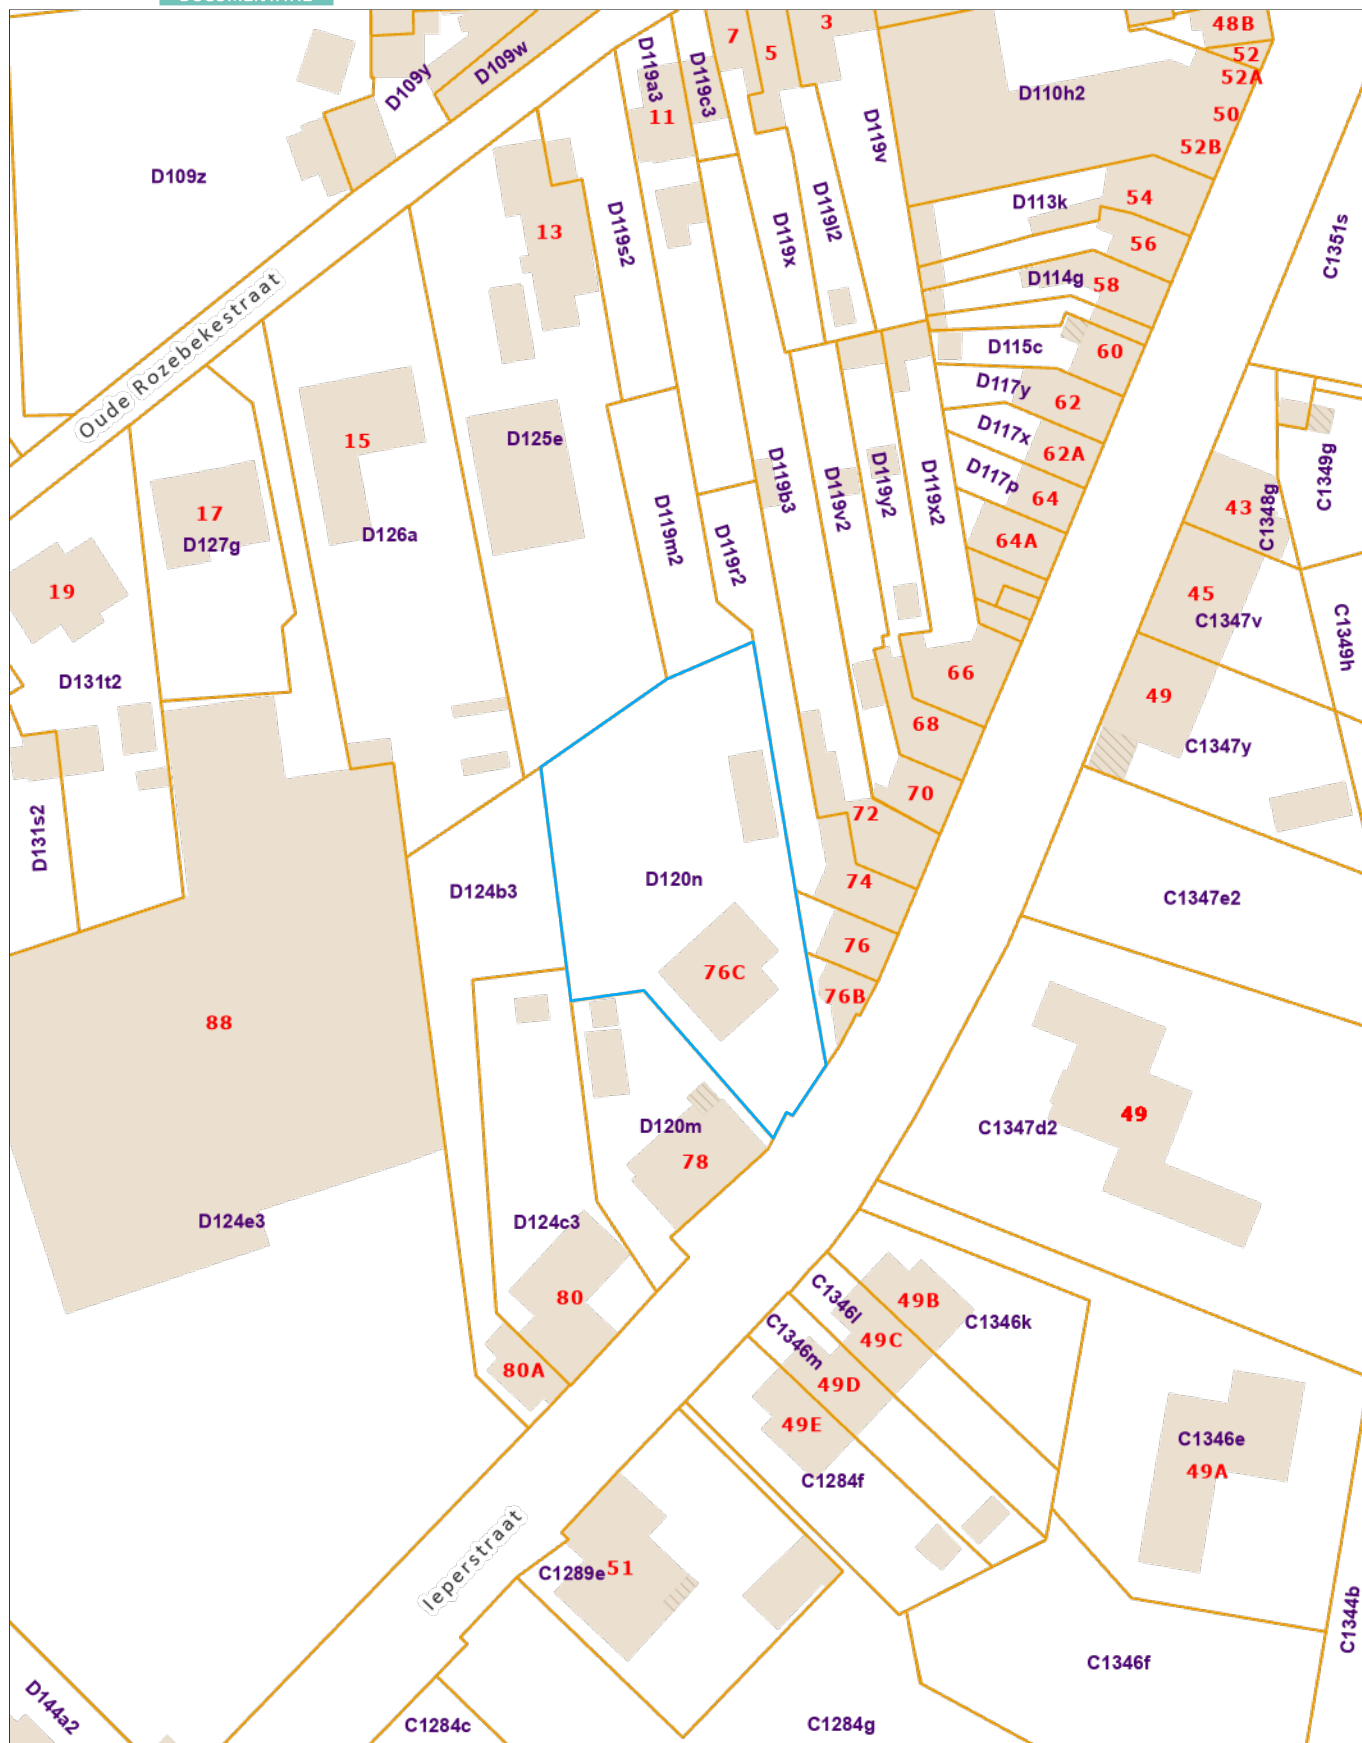 48B
3
7
5
52
D119a3
D109w
D119c3
52A
D109y
D110h2
50
11
D119v
52B
D109z
54
D113k
D119l2
13
D119s2
D119x
56
C1351s
D114g
58
Oude Rozebekestraat
D115c
60
D117y
62
15
D125e
D117x
62A
D119b3
D117p
C1349g
D119y2
D119x2
D119v2
64
43
C1348g
17
D126a
D119m2
64A
D127g
D119r2
19
45
C1347v
C1349h
D131t2
66
49
68
C1347y
70
72
D131s2
D120n
74
D124b3
C1347e2
76
76C
76B
88
49
D120m
C1347d2
78
D124e3
D124c3
80
C1346l
49B
C1346k
C1346m
49C
80A
49D
49E
C1346e
49A
C1284f
Ieperstraat
C1289e
51
C1344b
C1346f
D144a2
C1284c
C1284g